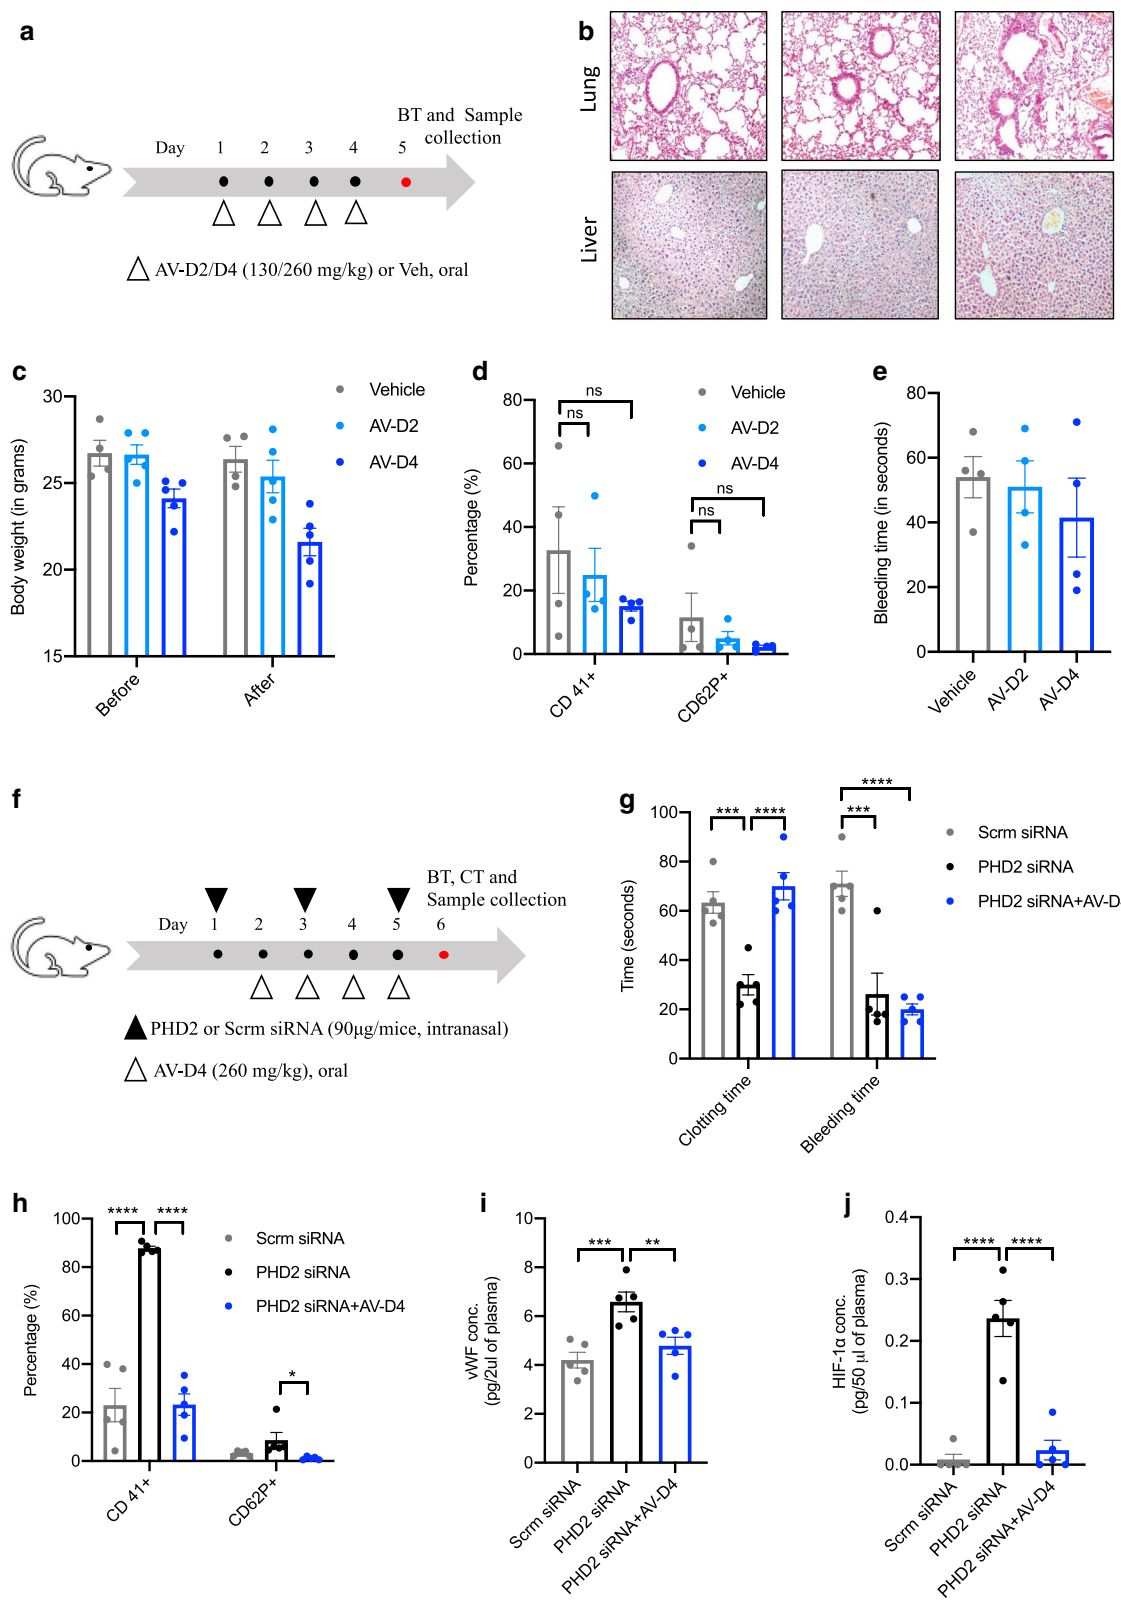 a
BT and Sample
collection
Day 1 2 3 4 5
AV-D2/D4 (130/260 mg/kg) or Veh, oral
b
Lung
Liver
c
Body weight (in grams)
30
25
20
15
Before
After
Vehicle
AV-D2
AV-D4
d
Percentage (%)
80
60
40
20
0
ns
ns
ns
ns
CD 41+
CD62P+
Vehicle
AV-D2
AV-D4
e
Bleeding time (in seconds)
80
60
40
20
0
Vehicle
AV-D2
AV-D4
f
BT, CT and
Sample collection
Day 1 2 3 4 5 6
PHD2 or Scrm siRNA (90μg/mice, intranasal)
AV-D4 (260 mg/kg), oral
g
Time (seconds)
100
80
60
40
20
0
*** ****
****
***
Clotting time
Bleeding time
Scrm siRNA
PHD2 siRNA
PHD2 siRNA+AV-D
h
Percentage (%)
100
80
60
40
20
0
**** ****
*
CD 41+
CD62P+
Scrm siRNA
PHD2 siRNA
PHD2 siRNA+AV-D4
i
vWF conc.
(pg/2ul of plasma)
10
8
6
4
2
0
*** **
Scrm siRNA
PHD2 siRNA
PHD2 siRNA+AV-D4
j
HIF-1α conc.
(pg/50 μl of plasma)
0.4
0.3
0.2
0.1
0.0
**** ****
Scrm siRNA
PHD2 siRNA
PHD2 siRNA+AV-D4